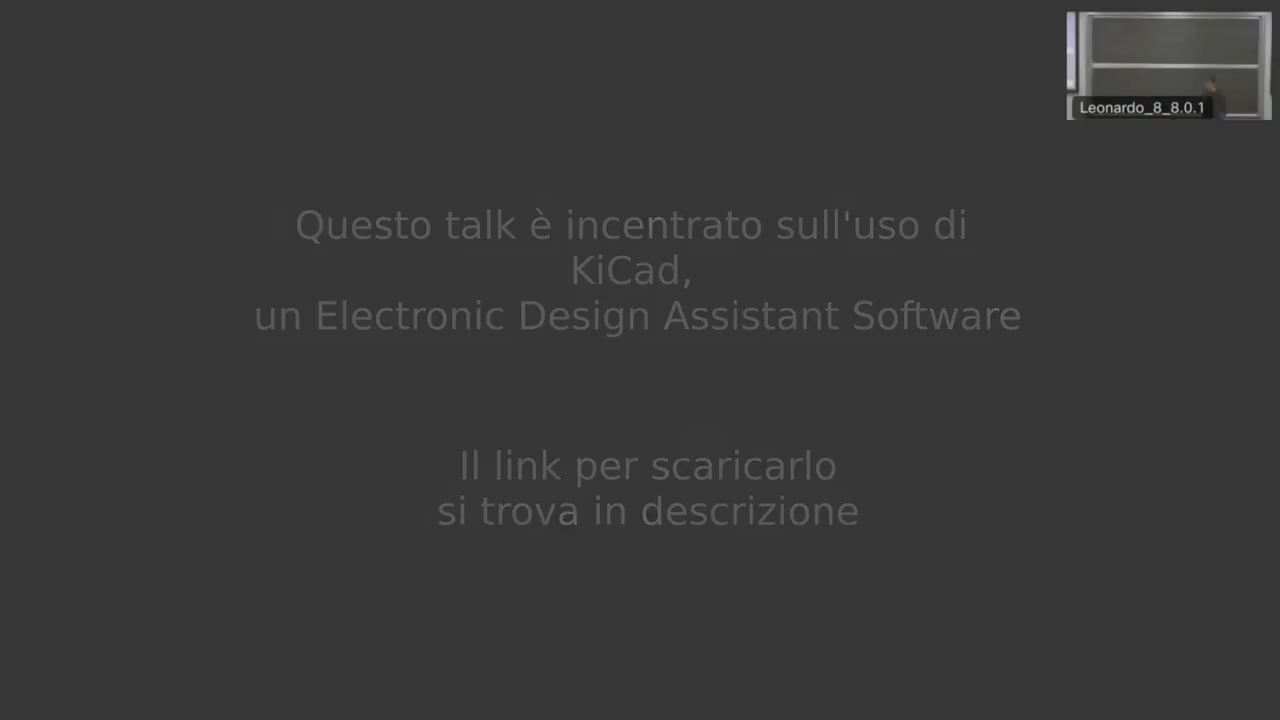 Leonardo_8_8.0.1
Questo talk è incentrato sull'uso di
KiCad,
un Electronic Design Assistant Software
Il link per scaricarlo
si trova in descrizione